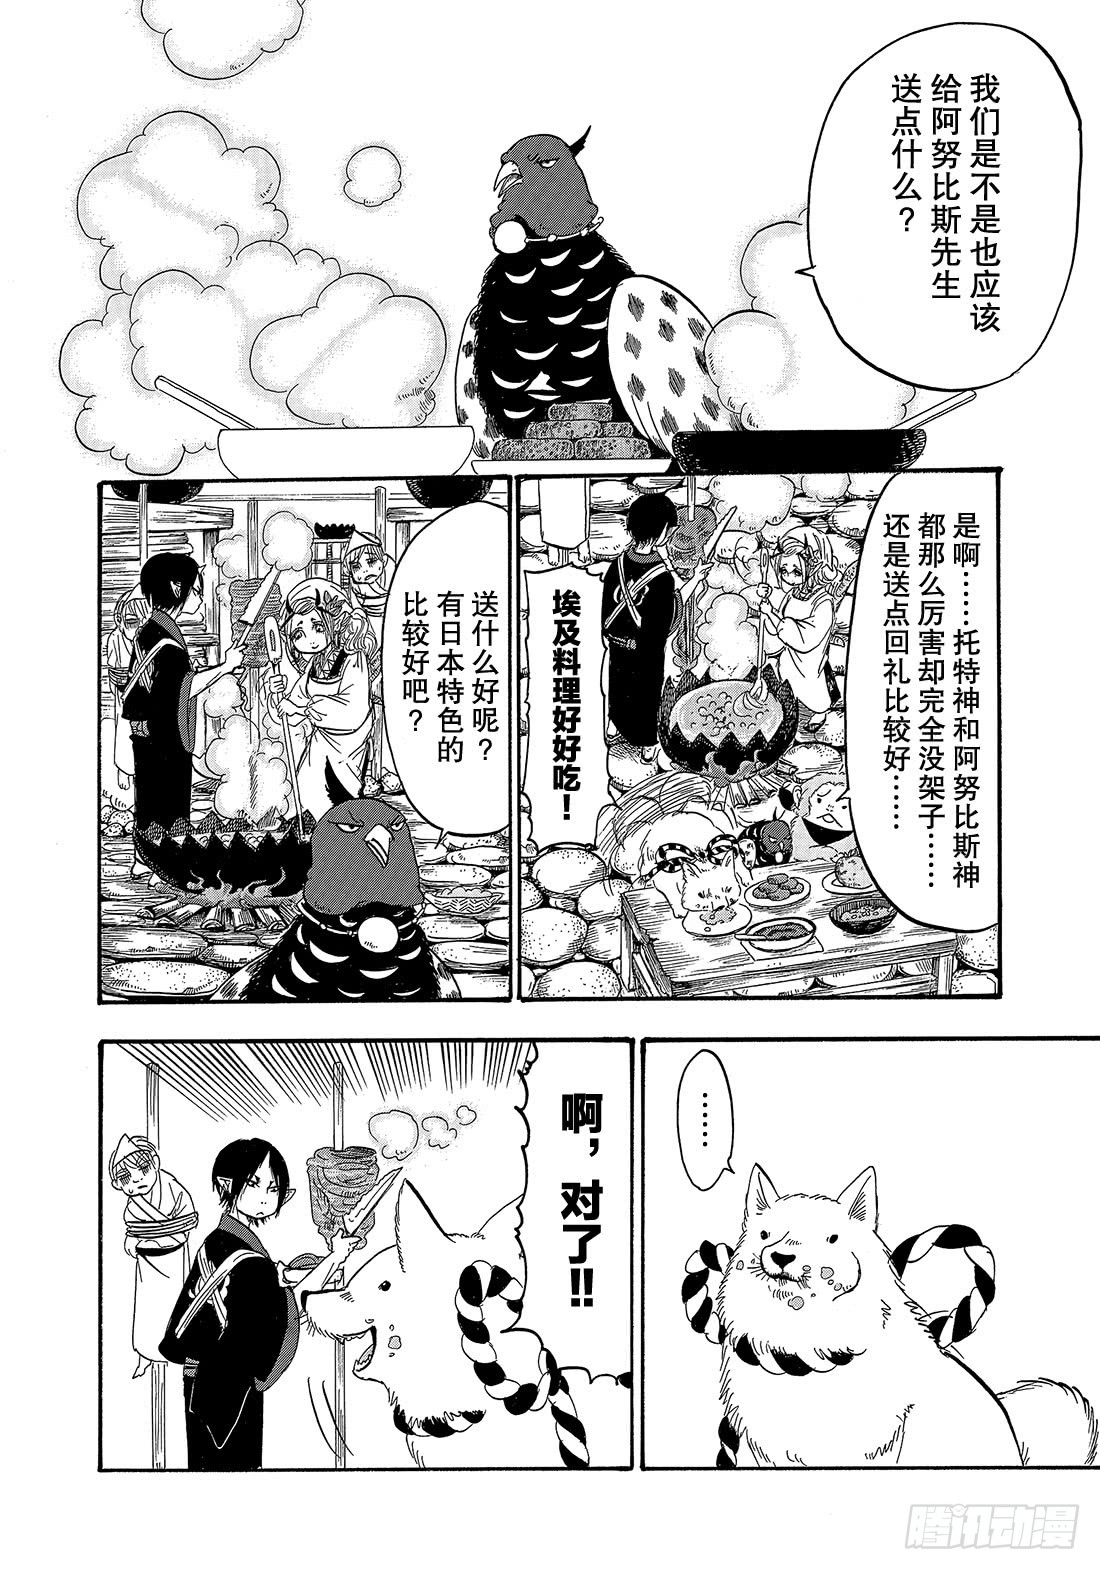 我们是不是也应该
给阿努比斯先生
送点什么？
是啊……托特神和阿努比斯神
都那么厉害却完全没架子……
还是送点回礼比较好……
埃及料理好好吃！
送什么好呢？
有日本特色的
比较好吧？
……
啊，对了!!
腾讯动漫